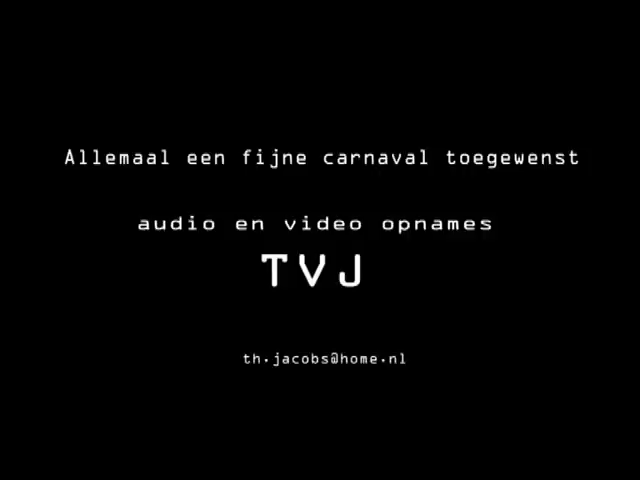 Allemaal een fijne carnaval toegewenst
audio en video opnames
TVJ
th.jacobs@home.nl